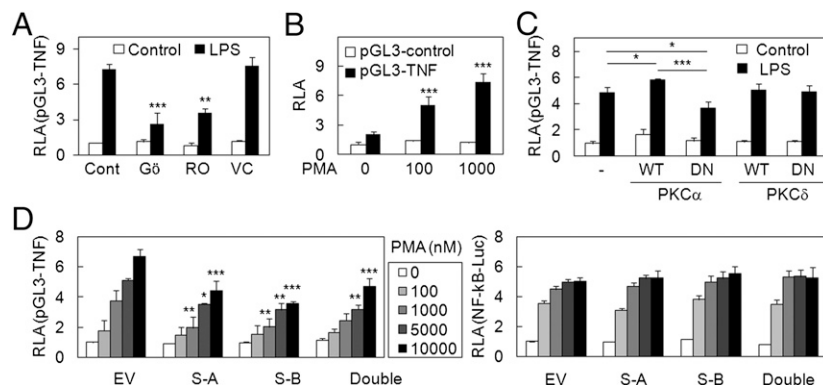 A
RLA (pGL3-TNF)
9
6
3
0
Control
LPS
***
**
Cont Gö RO VC
B
RLA
12
9
6
3
0
pGL3-control
pGL3-TNF
***
***
PMA 0 100 1000
C
RLA (pGL3-TNF)
8
6
4
2
0
Control
LPS
*
*
***
- WT DN WT DN
PKCα PKCδ
D
RLA (pGL3-TNF)
8
6
4
2
0
** * ***
** ** ** ***
** ***
EV S-A S-B Double
PMA (nM)
0
100
1000
5000
10000
RLA (NF-kB-Luc)
8
6
4
2
0
EV S-A S-B Double